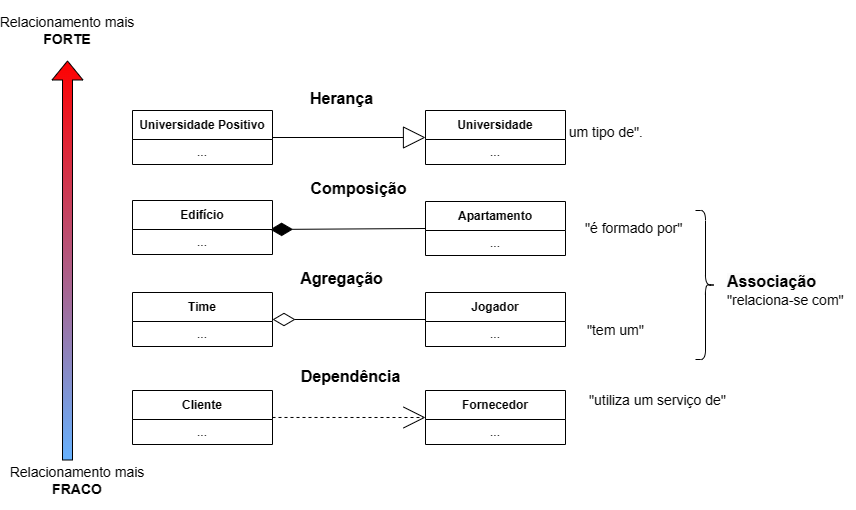 Relacionamento mais
FORTE
Herança
Universidade Positivo
...
Universidade
...
um tipo de".
Composição
Edifício
...
Apartamento
...
"é formado por"
Agregação
Time
...
Jogador
...
"tem um"
Associação
"relaciona-se com"
Dependência
Cliente
...
Fornecedor
...
"utiliza um serviço de"
Relacionamento mais
FRACO